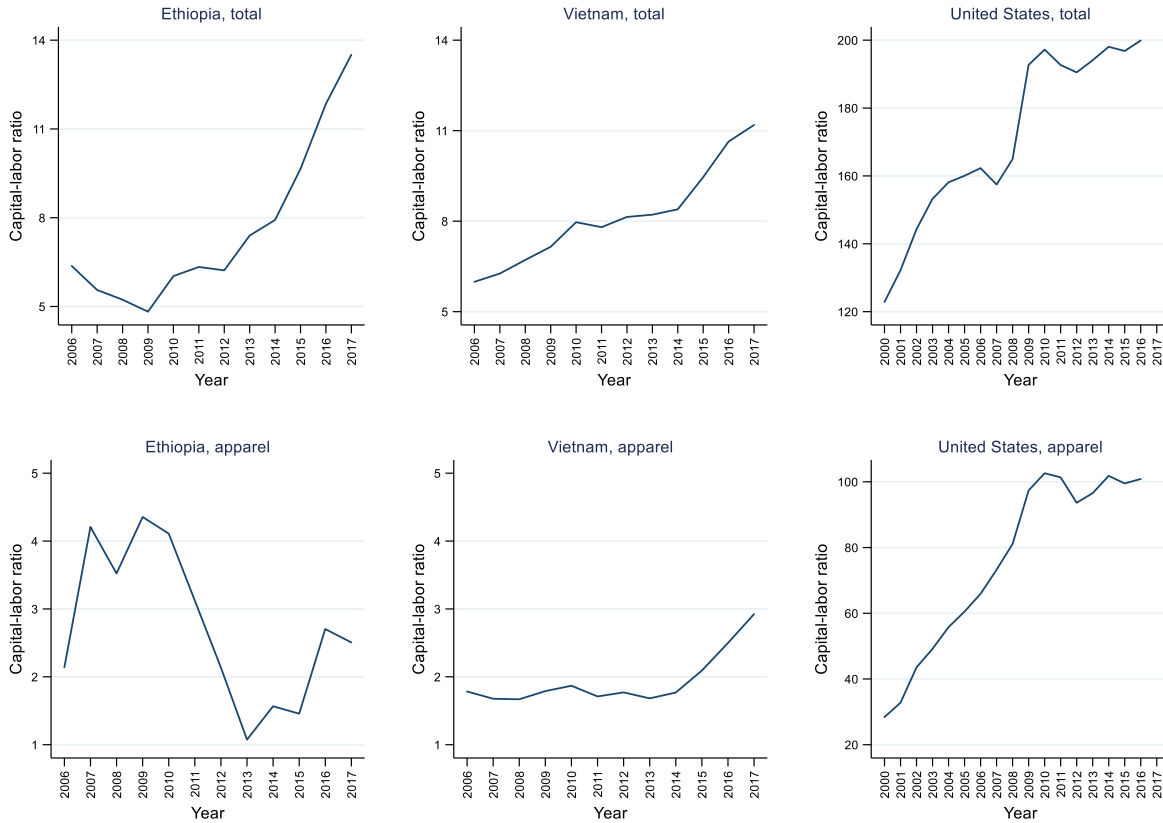 Ethiopia, total
Capital-labor ratio
14
11
8
5
2006 2007 2008 2009 2010 2011 2012 2013 2014 2015 2016 2017
Year
Vietnam, total
Capital-labor ratio
14
11
8
5
2006 2007 2008 2009 2010 2011 2012 2013 2014 2015 2016 2017
Year
United States, total
Capital-labor ratio
200
180
160
140
120
2000 2001 2002 2003 2004 2005 2006 2007 2008 2009 2010 2011 2012 2013 2014 2015 2016 2017
Year
Ethiopia, apparel
Capital-labor ratio
5
4
3
2
1
2006 2007 2008 2009 2010 2011 2012 2013 2014 2015 2016 2017
Year
Vietnam, apparel
Capital-labor ratio
5
4
3
2
1
2006 2007 2008 2009 2010 2011 2012 2013 2014 2015 2016 2017
Year
United States, apparel
Capital-labor ratio
100
80
60
40
20
2000 2001 2002 2003 2004 2005 2006 2007 2008 2009 2010 2011 2012 2013 2014 2015 2016 2017
Year